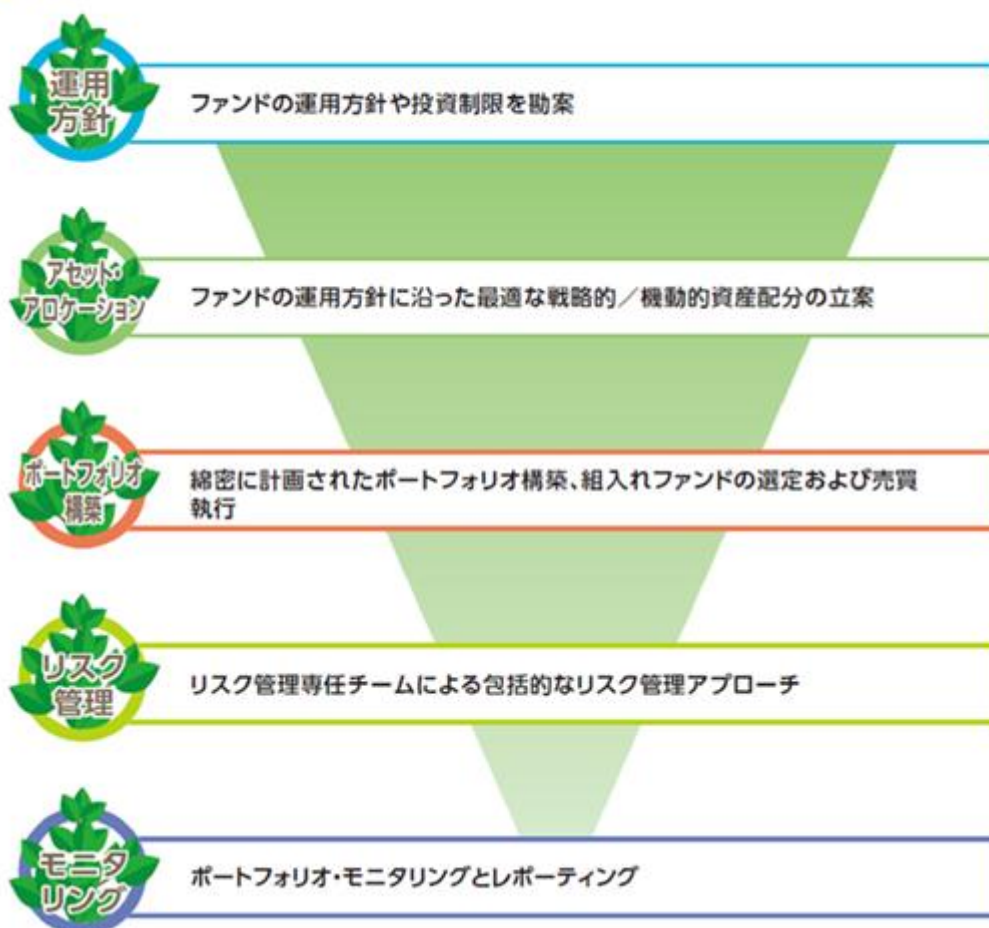 運用
方針
ファンドの運用方針や投資制限を勘案
アセット・
アロケーション
ファンドの運用方針に沿った最適な戦略的／機動的資産配分の立案
ポートフォリオ
構築
綿密に計画されたポートフォリオ構築、組入れファンドの選定および売買
執行
リスク
管理
リスク管理専任チームによる包括的なリスク管理アプローチ
モニタ
リング
ポートフォリオ・モニタリングとレポーティング